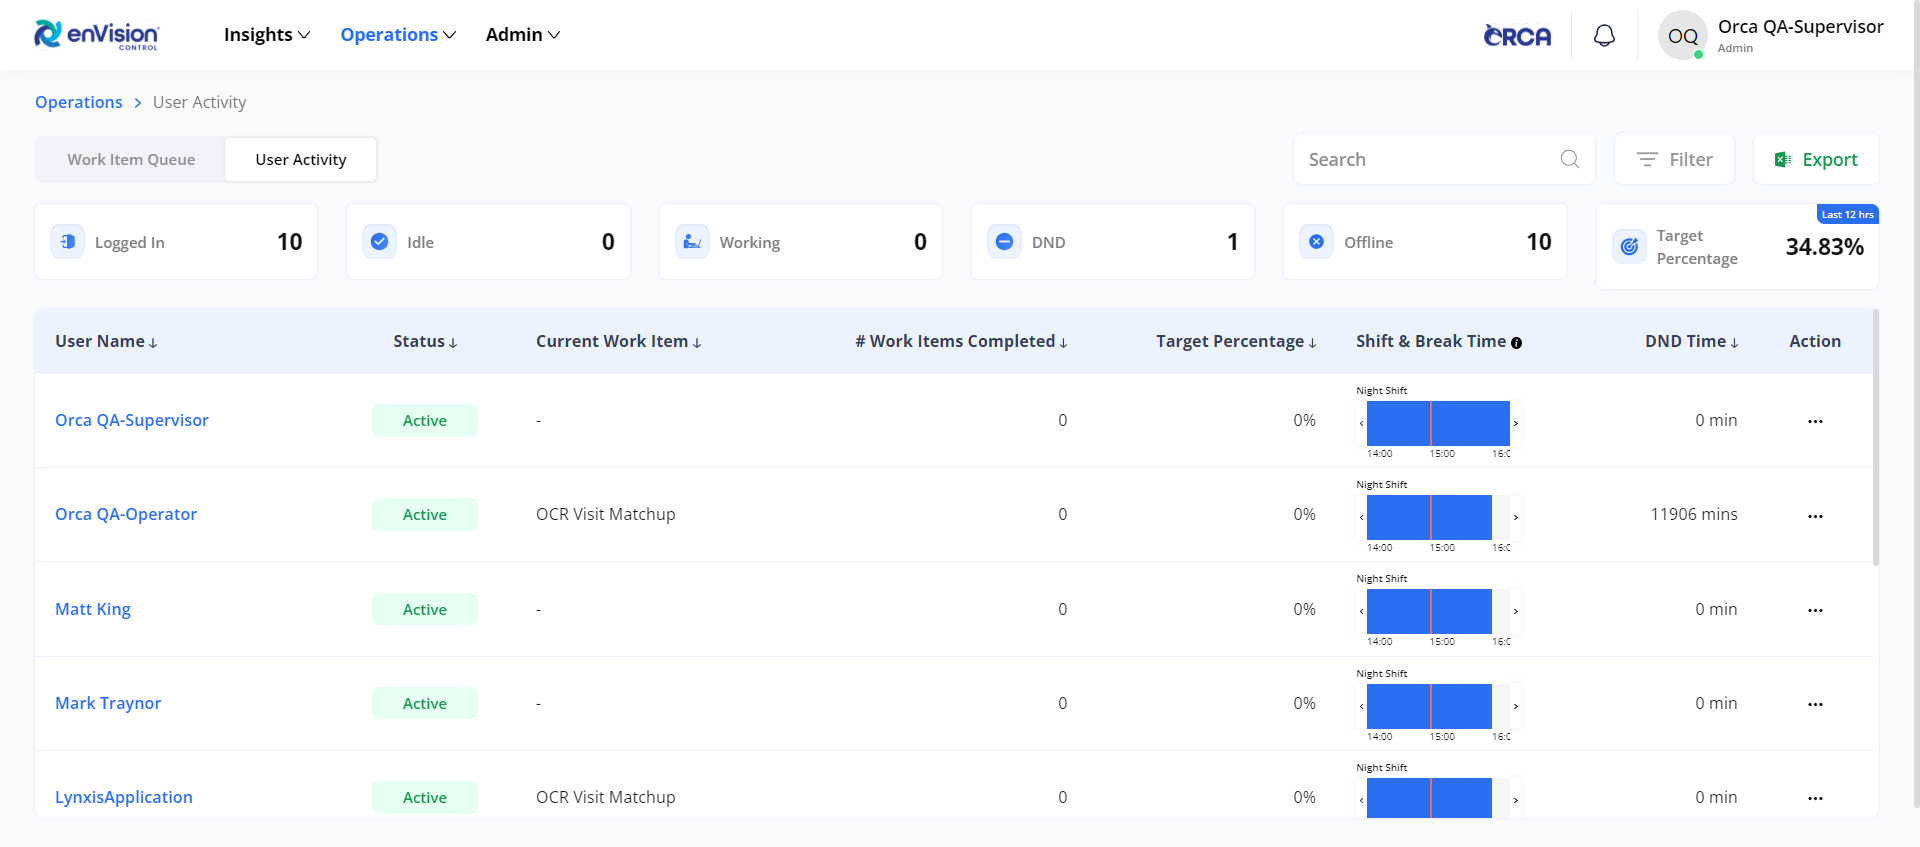 enVision
CONTROL
Insights
Operations
Admin
ORCA
OQ
Orca QA-Supervisor
Admin
Operations > User Activity
Work Item Queue
User Activity
Search
Filter
Export
Logged In 10
Idle 0
Working 0
DND 1
Offline 10
Last 12 hrs
Target
Percentage
34.83%
User Name↓ Status↓ Current Work Item↓ # Work Items Completed↓ Target Percentage↓ Shift & Break Time DND Time↓ Action
Night Shift
Orca QA-Supervisor Active - 0 0% ‹ › 0 min ...
14:00 15:00 16:0
Night Shift
Orca QA-Operator Active OCR Visit Matchup 0 0% ‹ › 11906 mins ...
14:00 15:00 16:0
Night Shift
Matt King Active - 0 0% ‹ › 0 min ...
14:00 15:00 16:0
Night Shift
Mark Traynor Active - 0 0% ‹ › 0 min ...
14:00 15:00 16:0
Night Shift
LynxisApplication Active OCR Visit Matchup 0 0% ‹ › 0 min ...